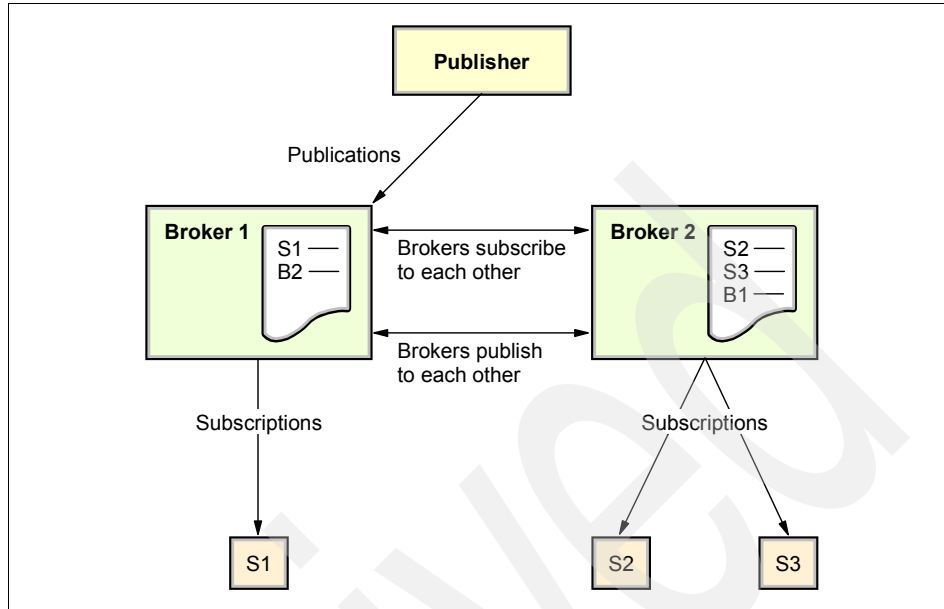 Publisher
Publications
Broker 1
S1
B2
Brokers subscribe
to each other
Broker 2
S2
S3
B1
Brokers publish
to each other
Subscriptions
Subscriptions
S1
S2
S3